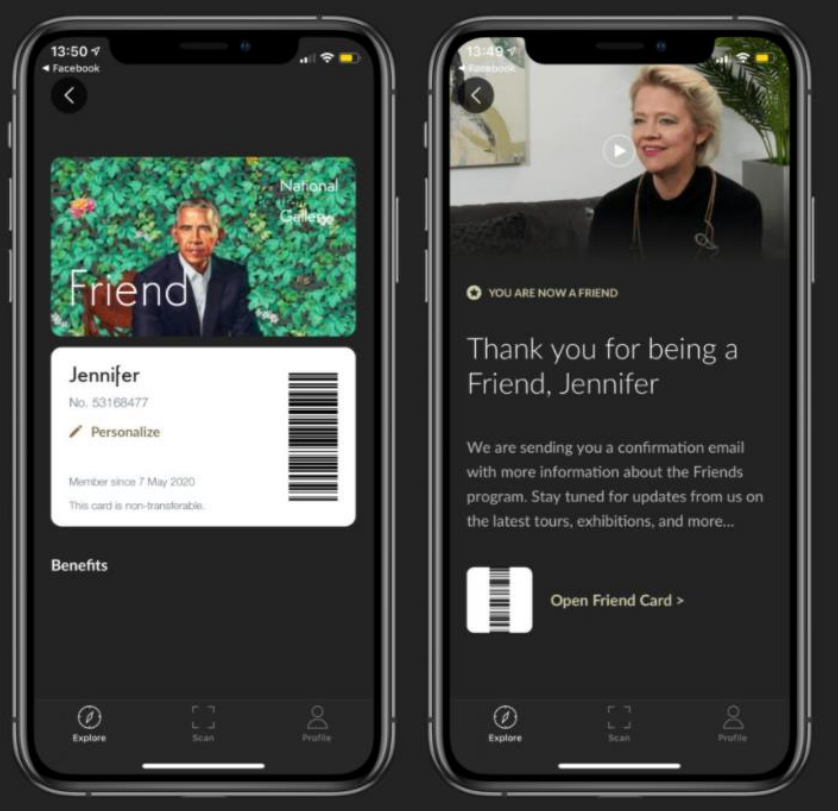 13:50
◀ Facebook
National
Portrait
Gallery
Friend
Jennifer
No. 53168477
Personalize
Member since 7 May 2020
This card is non-transferable.
Benefits
Explore
Scan
Profile
13:49
◀ Facebook
YOU ARE NOW A FRIEND
Thank you for being a
Friend, Jennifer
We are sending you a confirmation email
with more information about the Friends
program. Stay tuned for updates from us on
the latest tours, exhibitions, and more...
Open Friend Card >
Explore
Scan
Profile